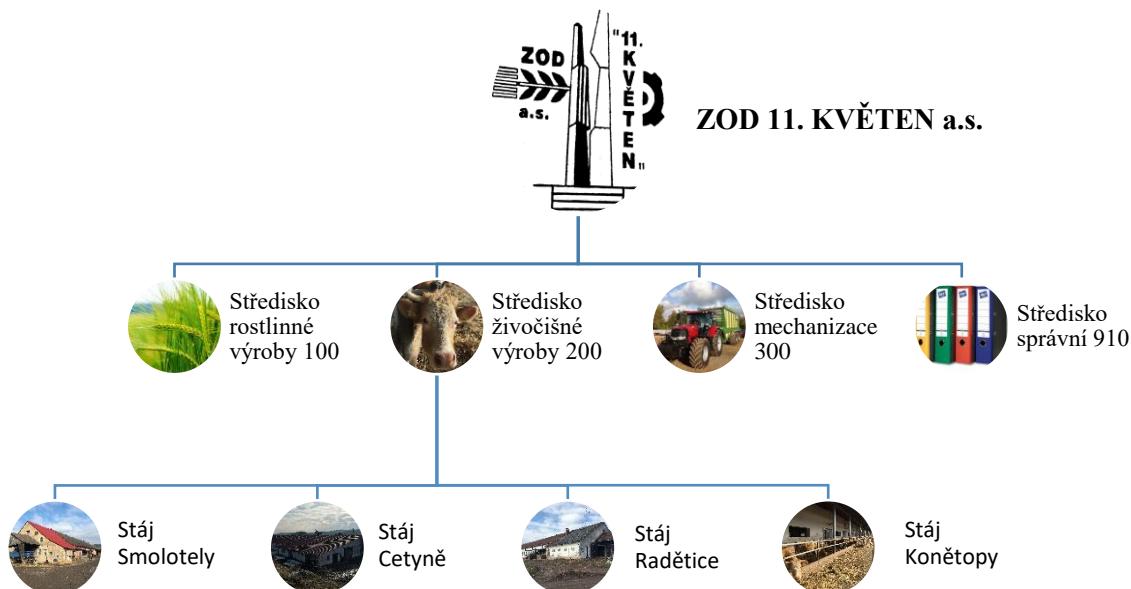 ZOD
a.s.
"11.
KVĚTEN"
ZOD 11. KVĚTEN a.s.
Středisko
rostlinné
výroby 100
Středisko
živočišné
výroby 200
Středisko
mechanizace
300
Středisko
správní 910
Stáj
Smolotely
Stáj
Cetyně
Stáj
Radětice
Stáj
Konětopy